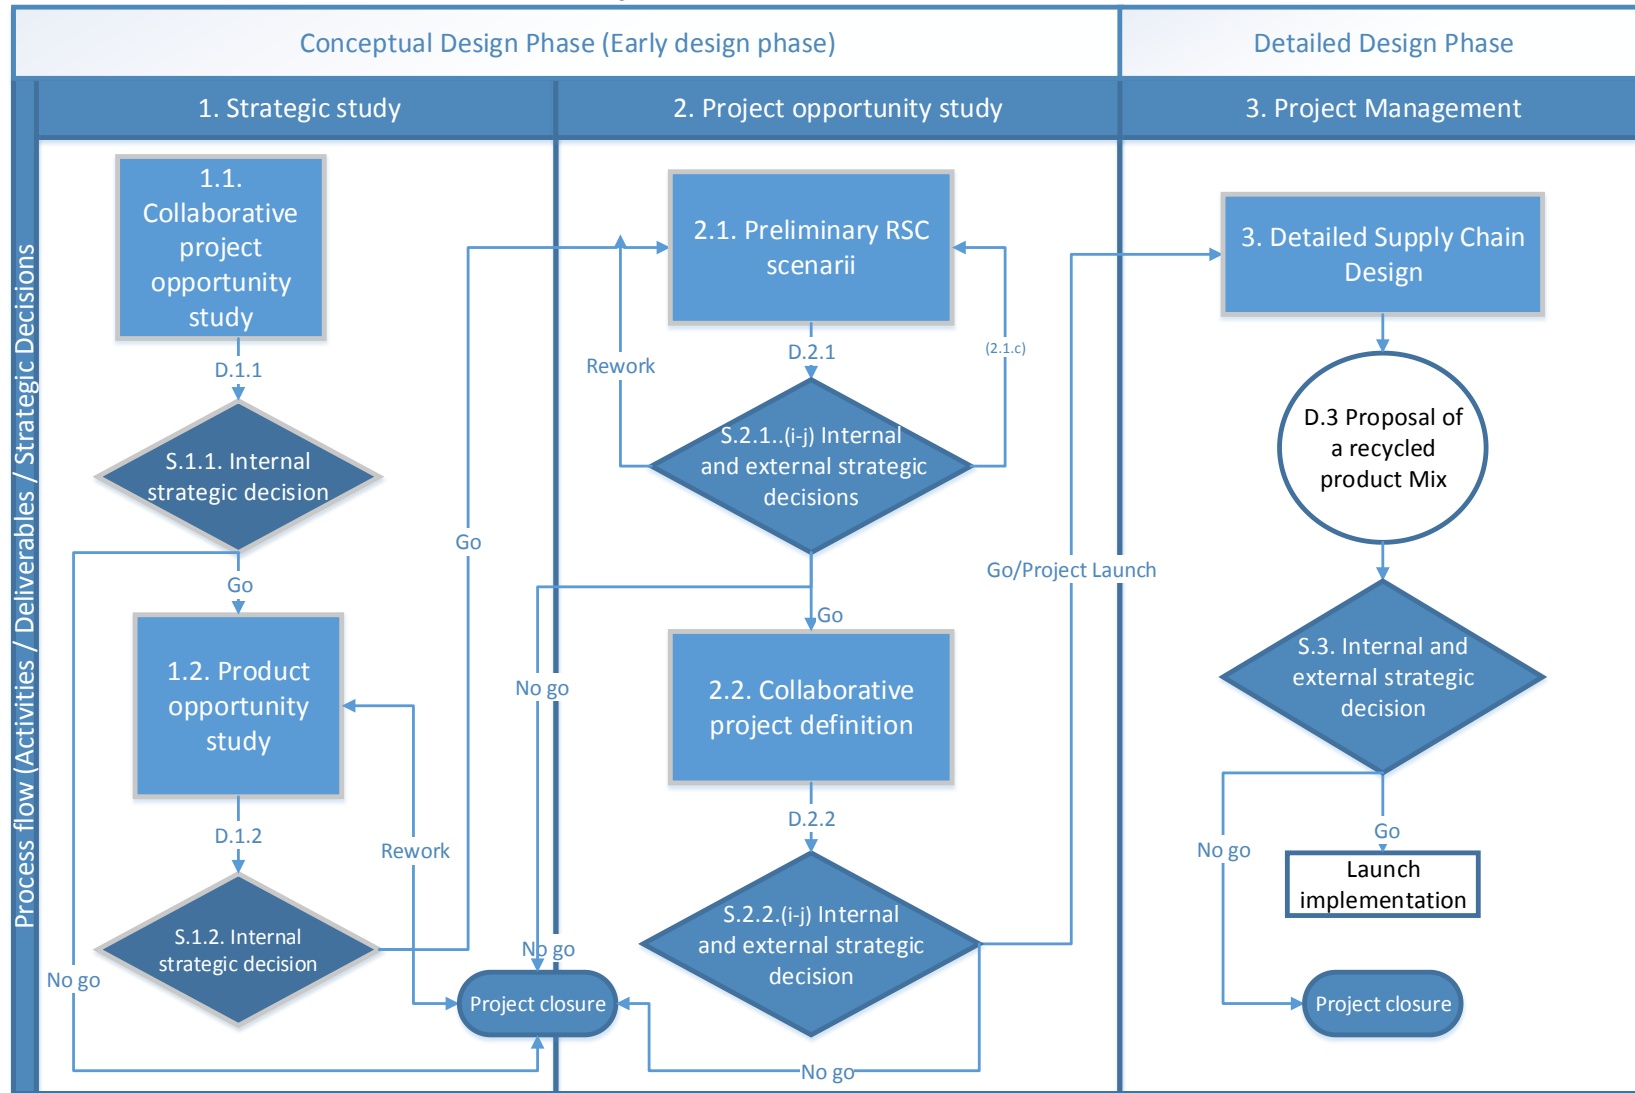 Conceptual Design Phase (Early design phase)
Detailed Design Phase
Process flow (Activities / Deliverables / Strategic Decisions
1. Strategic study
2. Project opportunity study
3. Project Management
1.1.
Collaborative
project
opportunity
study
D.1.1
S.1.1. Internal
strategic decision
Go
No go
1.2. Product
opportunity
study
D.1.2
Rework
S.1.2. Internal
strategic decision
Go
2.1. Preliminary RSC
scenarii
Rework
D.2.1
(2.1.c)
S.2.1..(i-j) Internal
and external strategic
decisions
Go
No go
2.2. Collaborative
project definition
D.2.2
S.2.2.(i-j) Internal
and external strategic
decision
No go
Project closure
No go
Go/Project Launch
3. Detailed Supply Chain
Design
D.3 Proposal of
a recycled
product Mix
S.3. Internal and
external strategic
decision
Go
No go
Launch
implementation
Project closure